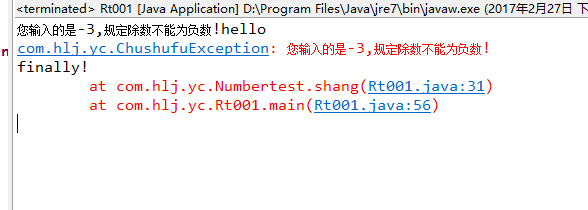 <terminated> Rt001 [Java Application] D:\Program Files\Java\jre7\bin\javaw.exe (2017年2月27日 下
您输入的是-3,规定除数不能为负数!hello
com.hlj.yc.ChushufuException: 您输入的是-3,规定除数不能为负数!
finally!
at com.hlj.yc.Numbertest.shang(Rt001.java:31)
at com.hlj.yc.Rt001.main(Rt001.java:56)